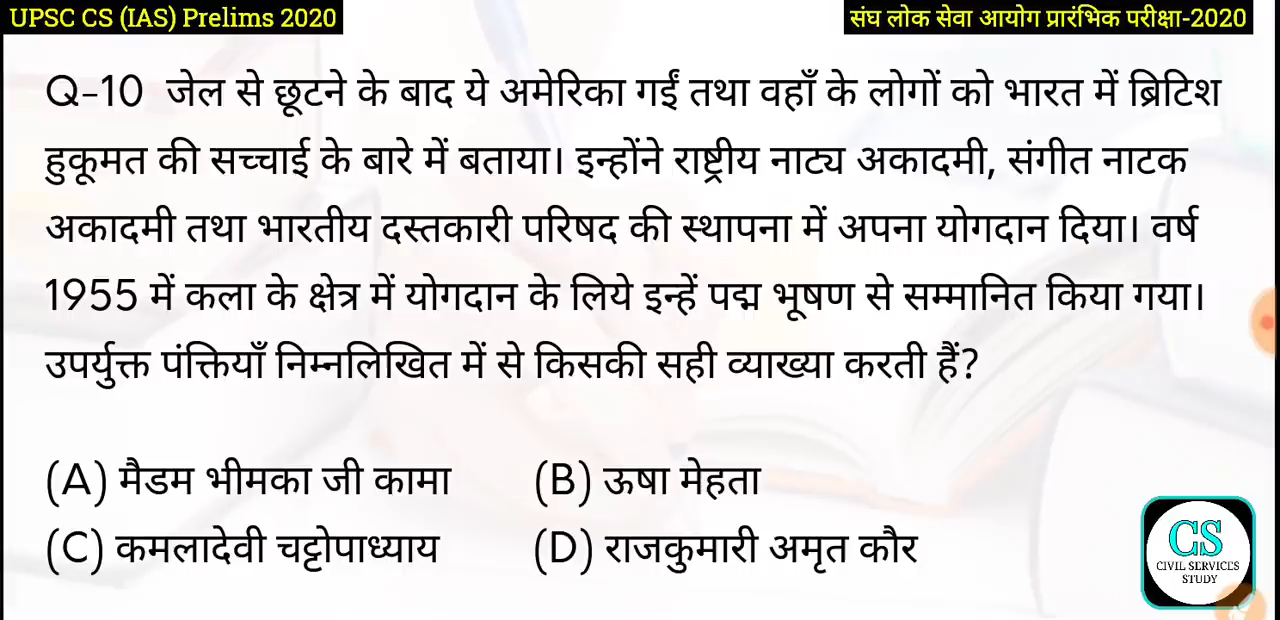 UPSC CS (IAS) Prelims 2020
संघ लोक सेवा आयोग प्रारंभिक परीक्षा-2020
Q-10 जेल से छूटने के बाद ये अमेरिका गईं तथा वहाँ के लोगों को भारत में ब्रिटिश
हुकूमत की सच्चाई के बारे में बताया। इन्होंने राष्ट्रीय नाट्य अकादमी, संगीत नाटक
अकादमी तथा भारतीय दस्तकारी परिषद की स्थापना में अपना योगदान दिया। वर्ष
1955 में कला के क्षेत्र में योगदान के लिये इन्हें पद्म भूषण से सम्मानित किया गया।
उपर्युक्त पंक्तियाँ निम्नलिखित में से किसकी सही व्याख्या करती हैं?
(A) मैडम भीमका जी कामा (B) ऊषा मेहता
(C) कमलादेवी चट्टोपाध्याय (D) राजकुमारी अमृत कौर
CS
CIVIL SERVICES
STUDY